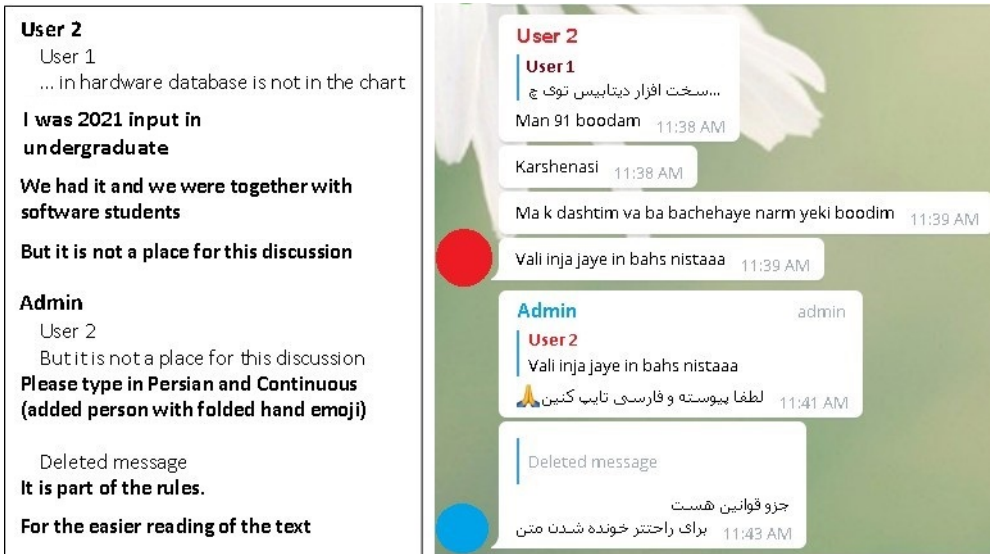 User 2
User 1
... in hardware database is not in the chart
I was 2021 input in
undergraduate
We had it and we were together with
software students
But it is not a place for this discussion
Admin
User 2
But it is not a place for this discussion
Please type in Persian and Continuous
(added person with folded hand emoji)
Deleted message
It is part of the rules.
For the easier reading of the text
User 2
User 1
...سخت افزار دیتابیس توی چ
Man 91 boodam 11:38 AM
Karshenasi 11:38 AM
Ma k dashtim va ba bachehaye narm yeki boodim 11:39 AM
Vali inja jaye in bahs nistaaa 11:39 AM
Admin admin
User 2
Vali inja jaye in bahs nistaaa
لطفا پیوسته و فارسی تایپ کنین🙏 11:41 AM
Deleted message
جزو قوانین هست
برای راحتتر خونده شدن متن 11:43 AM